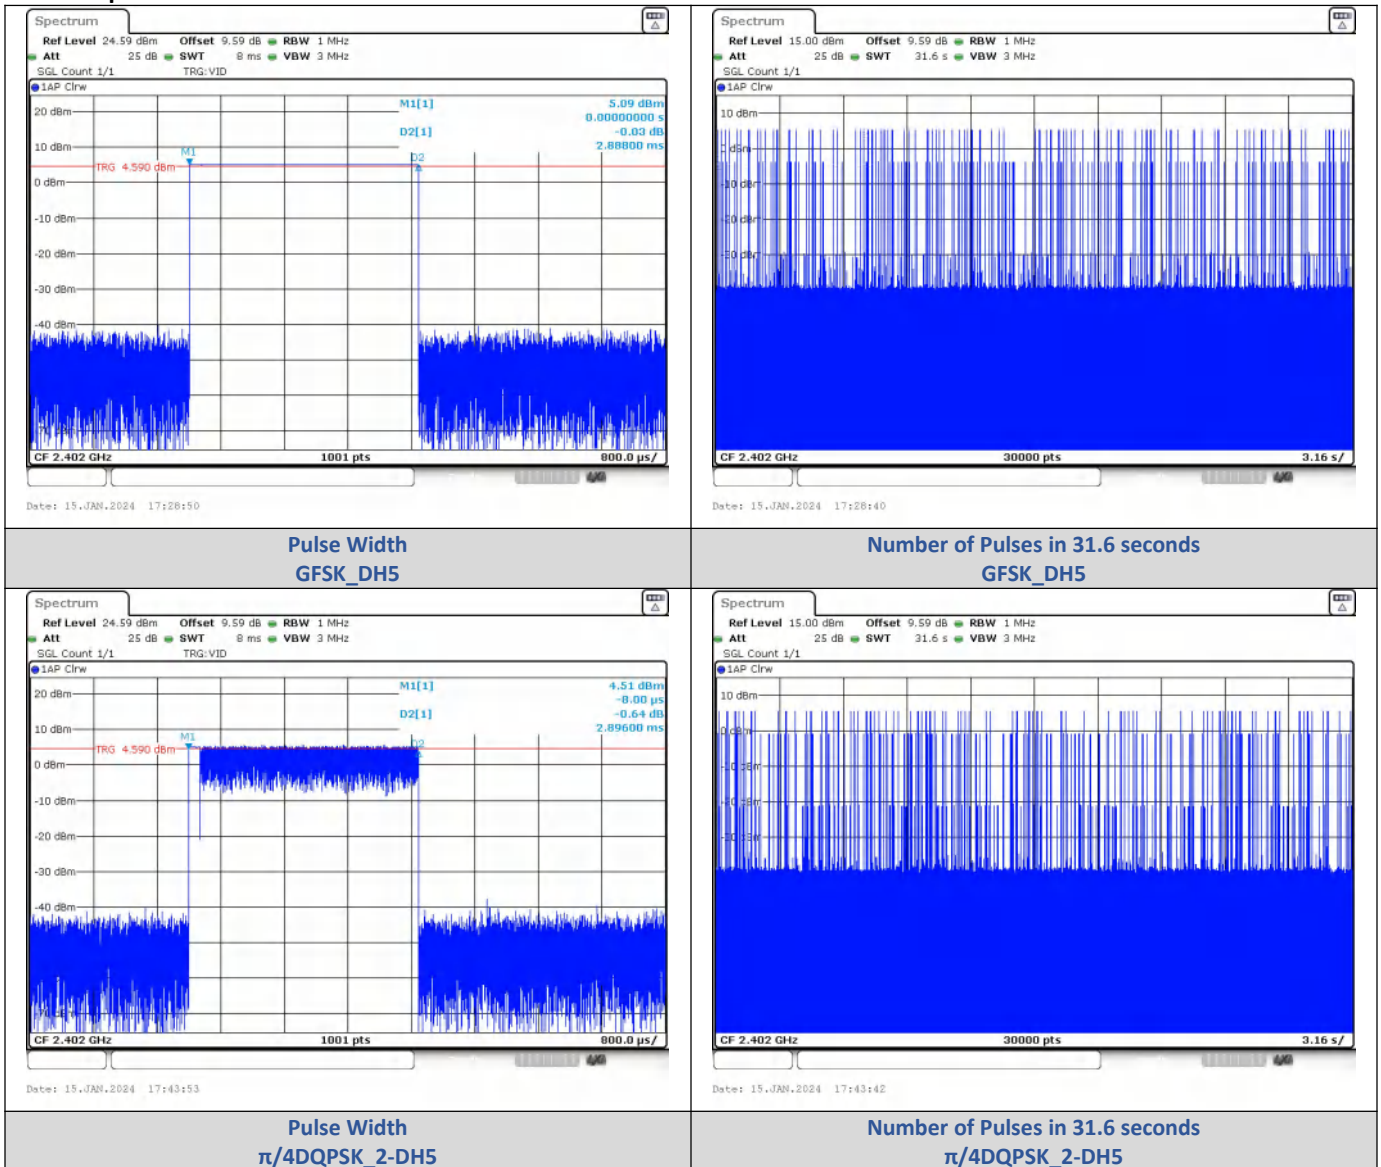 Spectrum
Ref Level 24.59 dBm Offset 9.59 dB RBW 1 MHz
Att 25 dB SWT 8 ms VBW 3 MHz
SGL Count 1/1 TRG:VID
1AP Clrw
M1[1] 5.09 dBm
0.00000000 s
D2[1] -0.03 dB
2.88800 ms
20 dBm
10 dBm
M1
D2
TRG 4.590 dBm
0 dBm
-10 dBm
-20 dBm
-30 dBm
-40 dBm
CF 2.402 GHz 1001 pts 800.0 µs/
Date: 15.JAN.2024 17:28:50
Spectrum
Ref Level 15.00 dBm Offset 9.59 dB RBW 1 MHz
Att 25 dB SWT 31.6 s VBW 3 MHz
SGL Count 1/1
1AP Clrw
10 dBm
CF 2.402 GHz 30000 pts 3.16 s/
Date: 15.JAN.2024 17:28:40
Pulse Width
GFSK_DH5
Number of Pulses in 31.6 seconds
GFSK_DH5
Spectrum
Ref Level 24.59 dBm Offset 9.59 dB RBW 1 MHz
Att 25 dB SWT 8 ms VBW 3 MHz
SGL Count 1/1 TRG:VID
1AP Clrw
M1[1] 4.51 dBm
-8.00 µs
D2[1] -0.64 dB
2.89600 ms
20 dBm
10 dBm
M1
D2
TRG 4.590 dBm
0 dBm
-10 dBm
-20 dBm
-30 dBm
-40 dBm
CF 2.402 GHz 1001 pts 800.0 µs/
Date: 15.JAN.2024 17:43:53
Spectrum
Ref Level 15.00 dBm Offset 9.59 dB RBW 1 MHz
Att 25 dB SWT 31.6 s VBW 3 MHz
SGL Count 1/1
1AP Clrw
10 dBm
CF 2.402 GHz 30000 pts 3.16 s/
Date: 15.JAN.2024 17:43:42
Pulse Width
π/4DQPSK_2-DH5
Number of Pulses in 31.6 seconds
π/4DQPSK_2-DH5